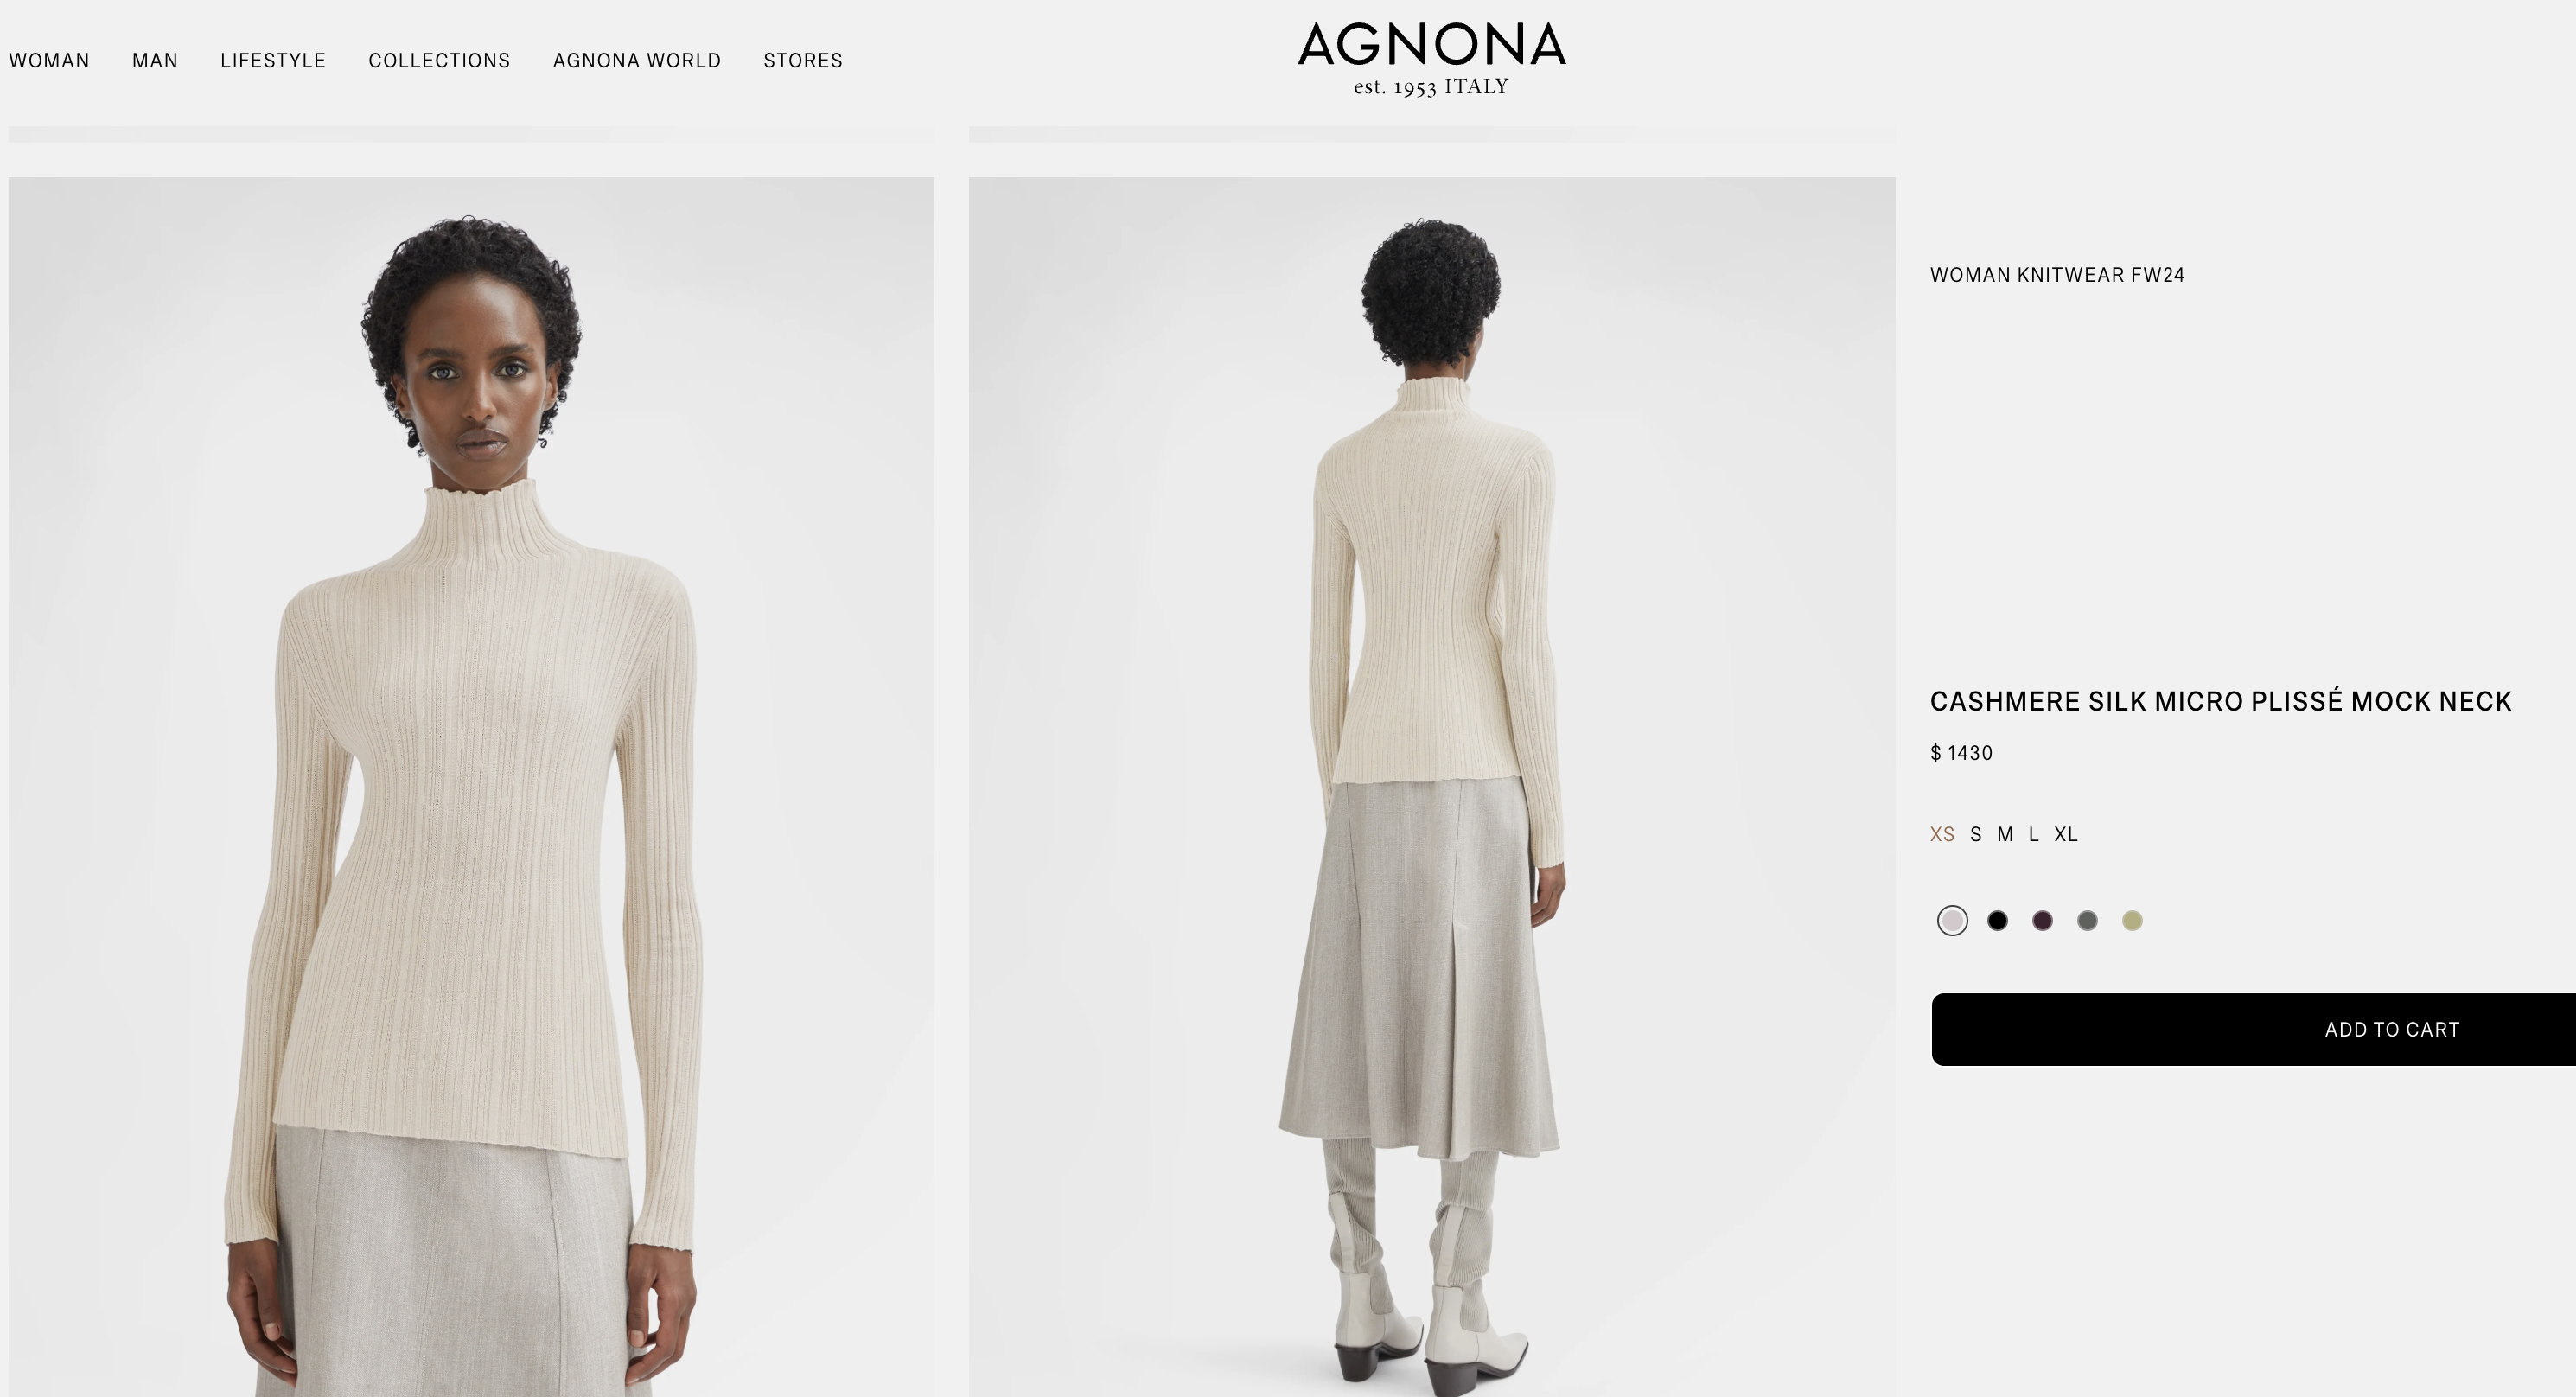 WOMAN MAN LIFESTYLE COLLECTIONS AGNONA WORLD STORES
AGNONA
est. 1953 ITALY
WOMAN KNITWEAR FW24
CASHMERE SILK MICRO PLISSÉ MOCK NECK
$ 1430
XS S M L XL
ADD TO CART